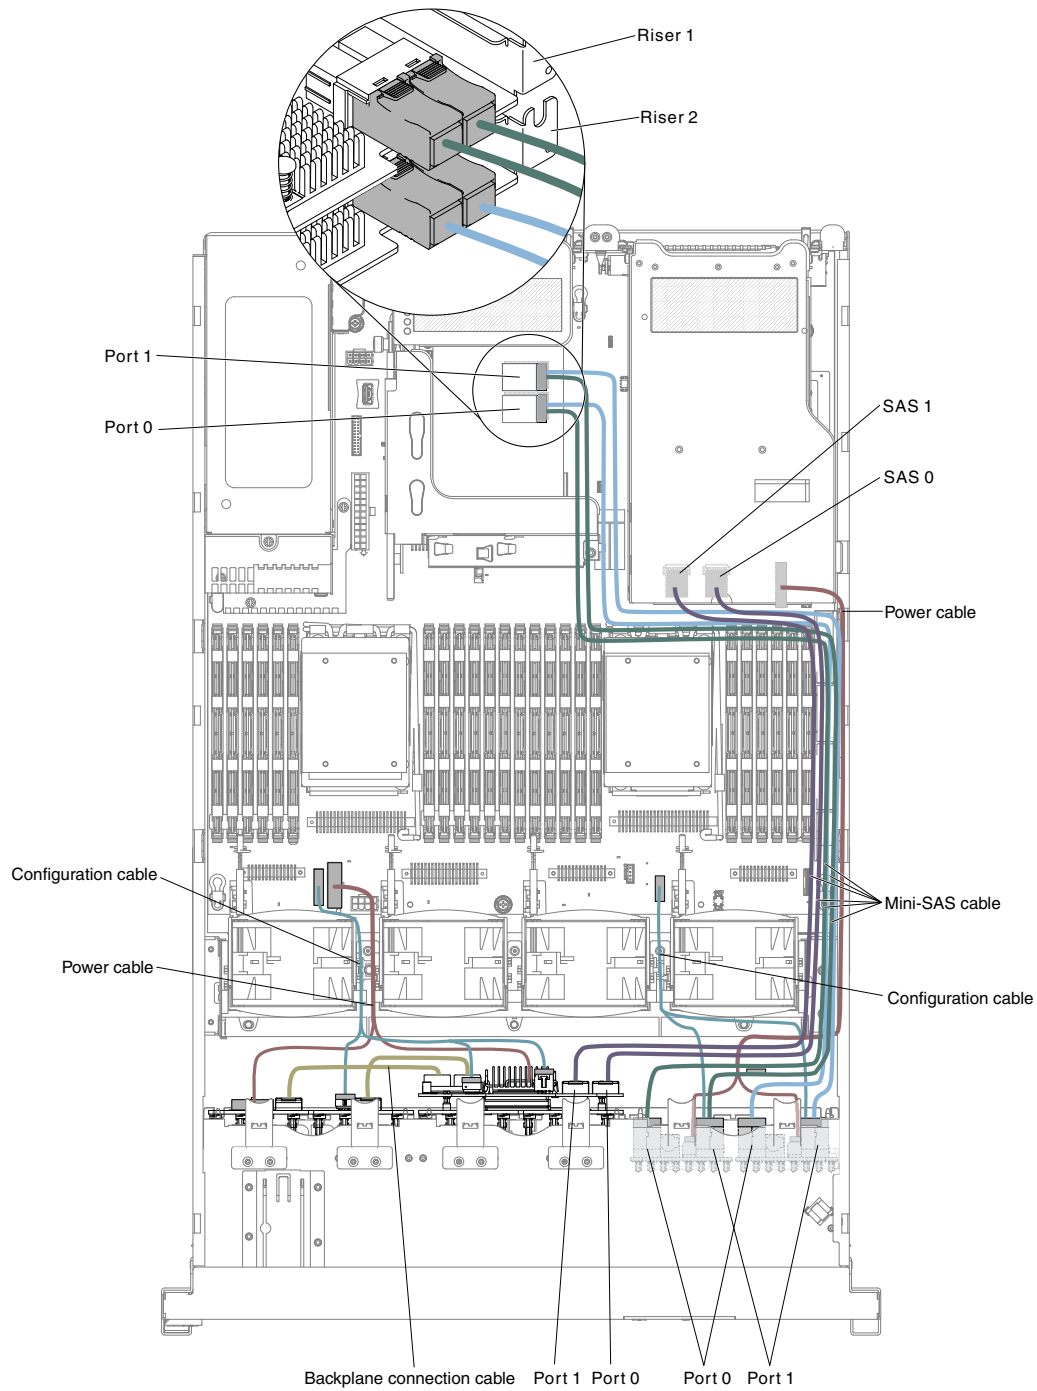 Riser 1
Riser 2
Port 1
Port 0
SAS 1
SAS 0
Power cable
Configuration cable
Mini-SAS cable
Power cable
Configuration cable
Backplane connection cable
Port 1
Port 0
Port 0
Port 1